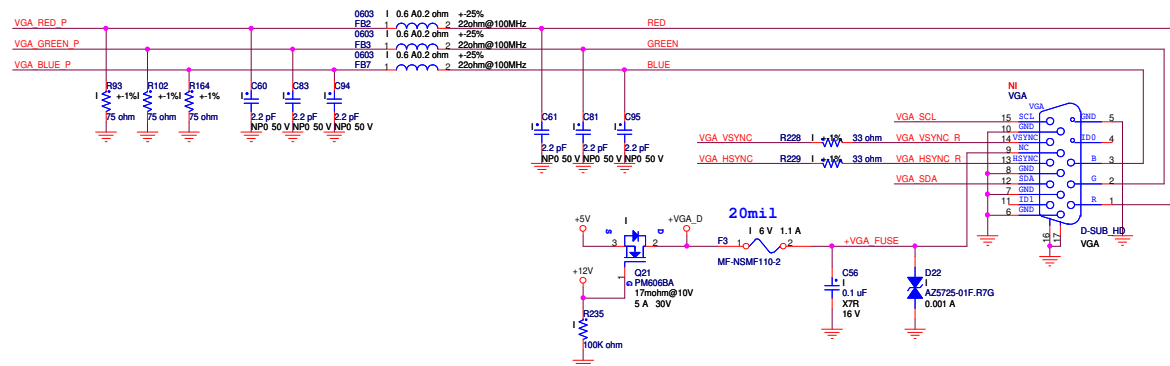 VGA_RED_P
VGA_GREEN_P
VGA_BLUE_P
0603 I 0.6 A0.2 ohm +-25%
FB2 1 2 22ohm@100MHz
0603 I 0.6 A0.2 ohm +-25%
FB3 1 2 22ohm@100MHz
0603 I 0.6 A0.2 ohm +-25%
FB7 1 2 22ohm@100MHz
RED
GREEN
BLUE
R93
I +-1%
75 ohm
R102
I +-1%
75 ohm
R164
I +-1%
75 ohm
C60
I
2.2 pF
NP0 50 V
C83
I
2.2 pF
NP0 50 V
C94
I
2.2 pF
NP0 50 V
C61
I
2.2 pF
NP0 50 V
C81
I
2.2 pF
NP0 50 V
C95
I
2.2 pF
NP0 50 V
VGA_VSYNC R228 I +-1% 33 ohm VGA_VSYNC_R
VGA_HSYNC R229 I +-1% 33 ohm VGA_HSYNC_R
VGA_SCL
VGA_SDA
NI
VGA
VGA
15 SCL
10 GND
14 VSYNC
9 NC
13 HSYNC
8 GND
12 SDA
7 GND
11 ID1
6 GND
GND 5
ID0 4
B 3
G 2
R 1
16
17
D-SUB_HD
VGA
+5V
I
S D
3 2
1
G
Q21
PM606BA
17mohm@10V
5 A 30V
+12V
R235
I
100K ohm
+VGA_D
20mil
I 6 V 1.1 A
F3 1 2
MF-NSMF110-2
+VGA_FUSE
C56
I
0.1 uF
X7R
16 V
D22
I
AZ5725-01F.R7G
0.001 A